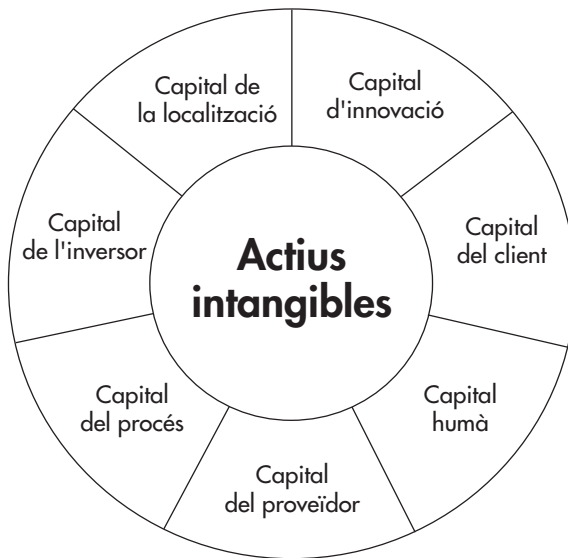 Capital de
la localització
Capital
d'innovació
Capital
del client
Capital
humà
Capital
del proveïdor
Capital
del procés
Capital
de l'inversor
Actius
intangibles